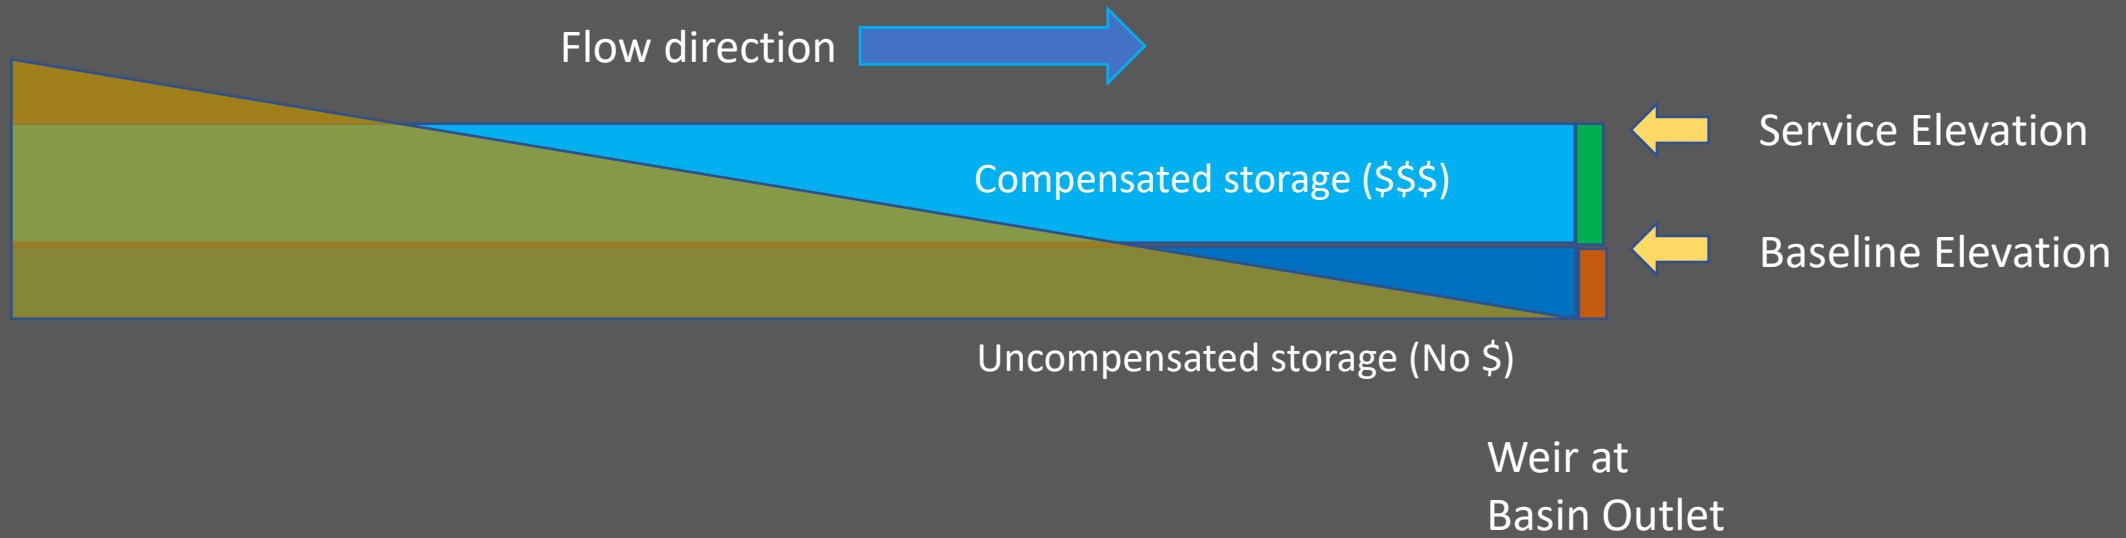 Flow direction
Service Elevation
Compensated storage ($$$)
Baseline Elevation
Uncompensated storage (No $)
Weir at
Basin Outlet